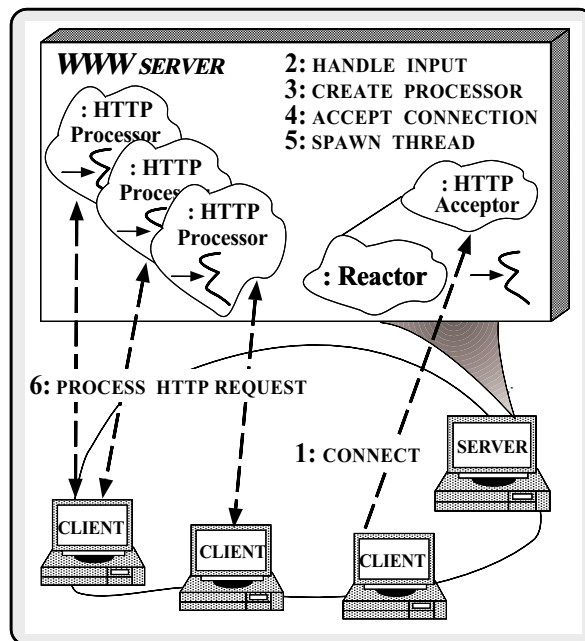 WWW SERVER
2: HANDLE INPUT
3: CREATE PROCESSOR
4: ACCEPT CONNECTION
5: SPAWN THREAD
: HTTP
Processor
: HTTP
Processor
: HTTP
Processor
: HTTP
Acceptor
: Reactor
6: PROCESS HTTP REQUEST
1: CONNECT
SERVER
CLIENT
CLIENT
CLIENT